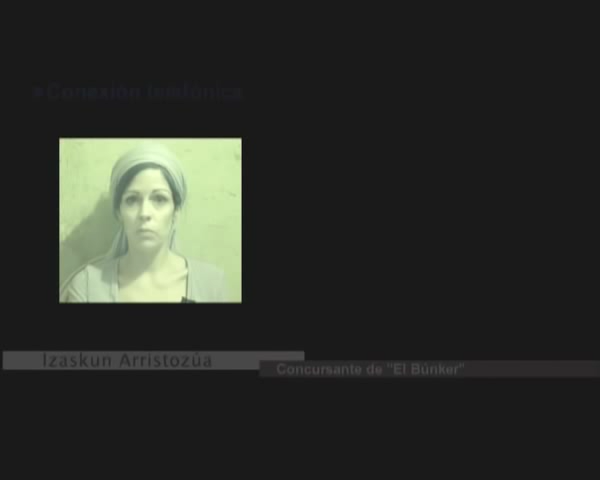 •Conexión telefónica
Izaskun Arristozúa
Concursante de "El Búnker"